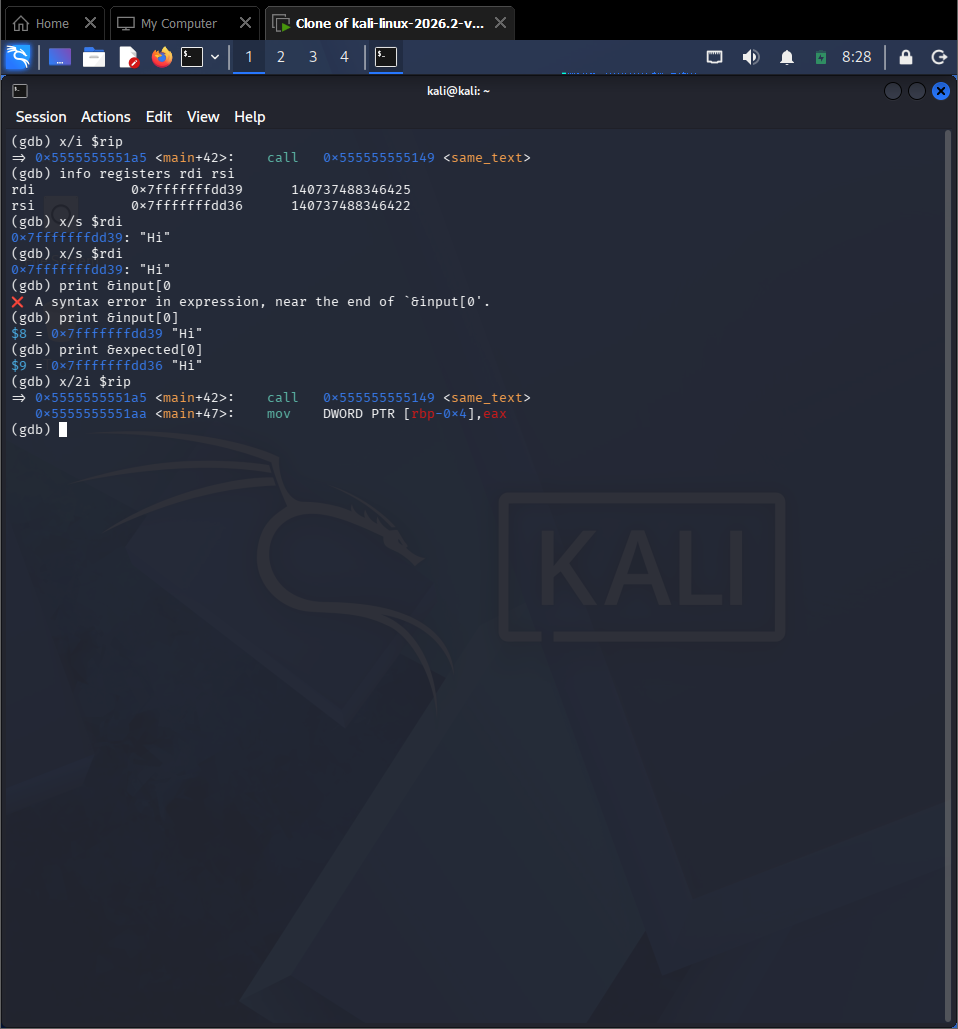 Home
My Computer
Clone of kali-linux-2026.2-v...
1 2 3 4
8:28
kali@kali: ~
Session Actions Edit View Help
(gdb) x/i $rip
=> 0x5555555551a5 <main+42>: call 0x555555555149 <same_text>
(gdb) info registers rdi rsi
rdi 0x7fffffffdd39 140737488346425
rsi 0x7fffffffdd36 140737488346422
(gdb) x/s $rdi
0x7fffffffdd39: "Hi"
(gdb) x/s $rdi
0x7fffffffdd39: "Hi"
(gdb) print &input[0
❌ A syntax error in expression, near the end of `&input[0'.
(gdb) print &input[0]
$8 = 0x7fffffffdd39 "Hi"
(gdb) print &expected[0]
$9 = 0x7fffffffdd36 "Hi"
(gdb) x/2i $rip
=> 0x5555555551a5 <main+42>: call 0x555555555149 <same_text>
0x5555555551aa <main+47>: mov DWORD PTR [rbp-0x4],eax
(gdb)
KALI